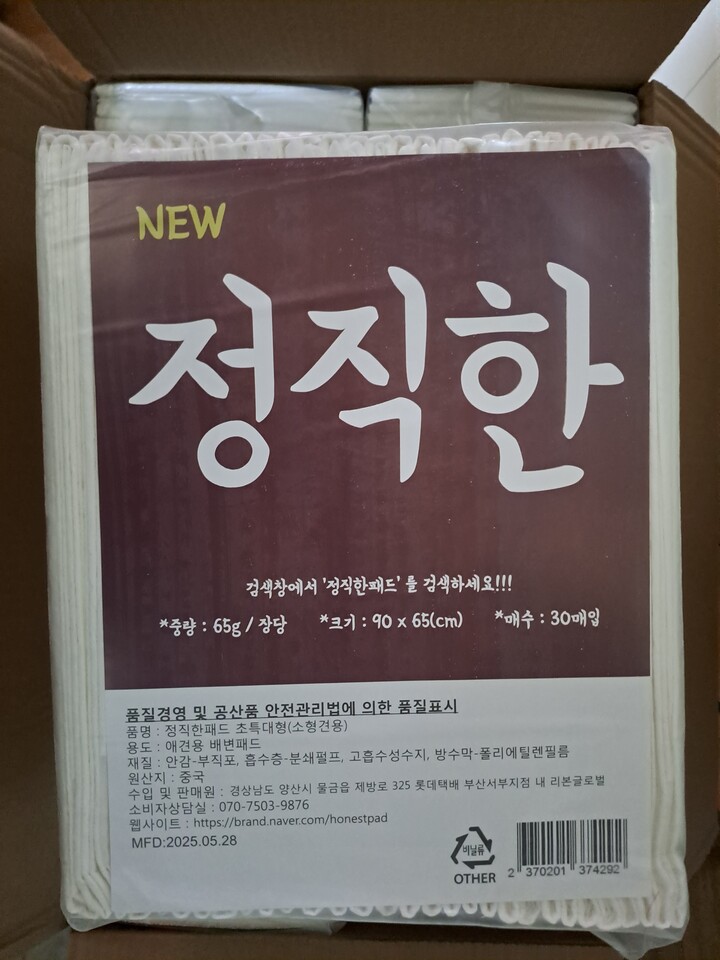 NEW
정직한
검색창에서 '정직한패드' 를 검색하세요!!!
*중량 : 65g / 장당 *크기 : 90 x 65(cm) *매수 : 30매입
품질경영 및 공산품 안전관리법에 의한 품질표시
품명 : 정직한패드 초특대형(소형견용)
용도 : 애견용 배변패드
재질 : 안감-부직포, 흡수층-분쇄펄프, 고흡수성수지, 방수막-폴리에틸렌필름
원산지 : 중국
수입 및 판매원 : 경상남도 양산시 물금읍 제방로 325 롯데택배 부산서부지점 내 리본글로벌
소비자상담실 : 070-7503-9876
웹사이트 : https://brand.naver.com/honestpad
MFD:2025.05.28
비닐류
OTHER
2 370201 374292